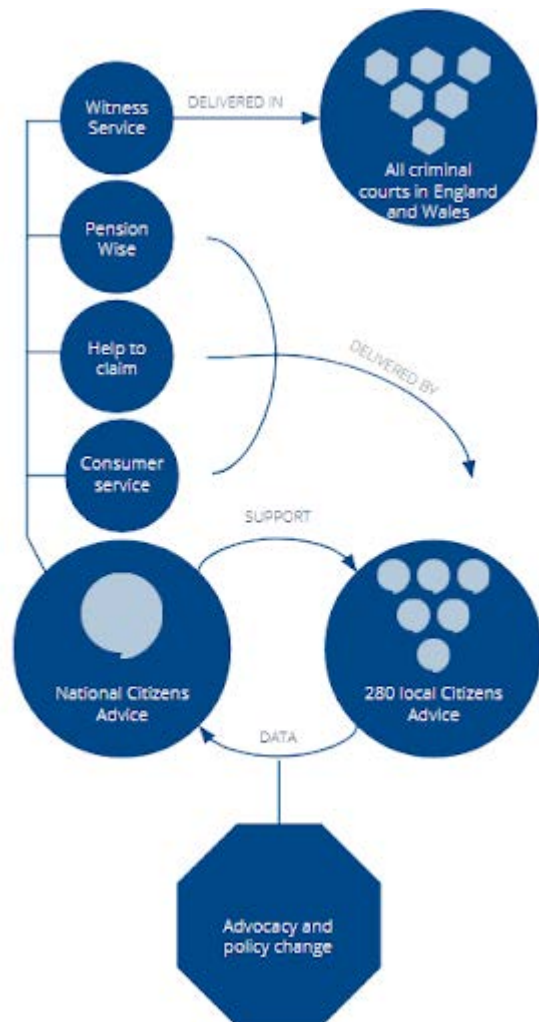 Witness
Service
DELIVERED IN
All criminal
courts in England
and Wales
Pension
Wise
Help to
claim
DELIVERED BY
Consumer
service
SUPPORT
National Citizens
Advice
280 local Citizens
Advice
DATA
Advocacy and
policy change